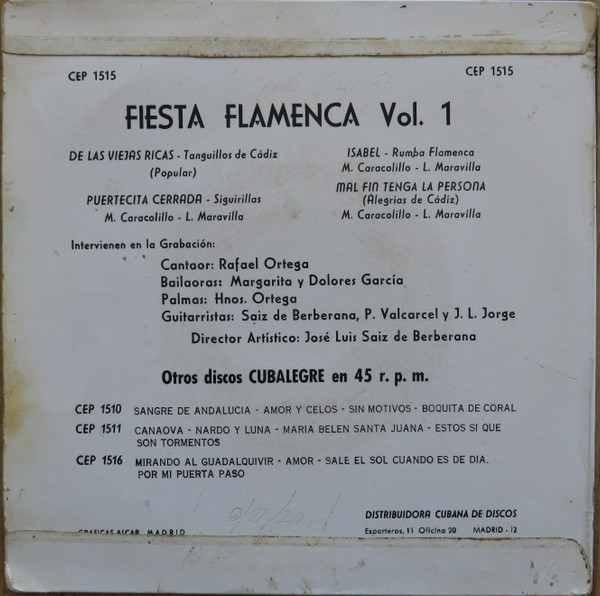 CEP 1515
CEP 1515
FIESTA FLAMENCA Vol. 1
DE LAS VIEJAS RICAS - Tanguillos de Cádiz
(Popular)
PUERTECITA CERRADA - Siguirillas
M. Caracolillo - L. Maravilla
ISABEL - Rumba Flamenca
M. Caracolillo - L. Maravilla
MAL FIN TENGA LA PERSONA
(Alegrias de Cádiz)
M. Caracolillo - L. Maravilla
Intervienen en la Grabación:
Cantaor: Rafael Ortega
Bailaoras: Margarita y Dolores García
Palmas: Hnos. Ortega
Guitarristas: Saiz de Berberana, P. Valcarcel y J. L. Jorge
Director Artístico: José Luis Saiz de Berberana
Otros discos CUBALEGRE en 45 r. p. m.
CEP 1510 SANGRE DE ANDALUCIA - AMOR Y CELOS - SIN MOTIVOS - BOQUITA DE CORAL
CEP 1511 CANAOVA - NARDO Y LUNA - MARIA BELEN SANTA JUANA - ESTOS SI QUE
SON TORMENTOS
CEP 1516 MIRANDO AL GUADALQUIVIR - AMOR - SALE EL SOL CUANDO ES DE DIA.
POR MI PUERTA PASO
DISTRIBUIDORA CUBANA DE DISCOS
GRAFICAS AICAR MADRID
Esparteros, 11 Oficina 20 MADRID - 12